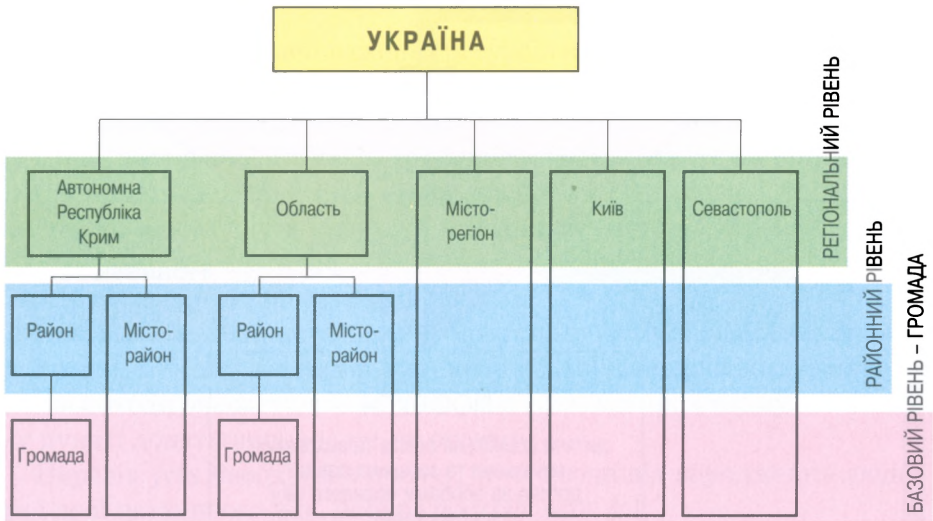 УКРАЇНА
Автономна
Республіка
Крим
Область
Місто-
регіон
Київ
Севастополь
РЕГІОНАЛЬНИЙ РІВЕНЬ
Район
Місто-
район
Район
Місто-
район
РАЙОННИЙ РІВЕНЬ
Громада
Громада
БАЗОВИЙ РІВЕНЬ – ГРОМАДА